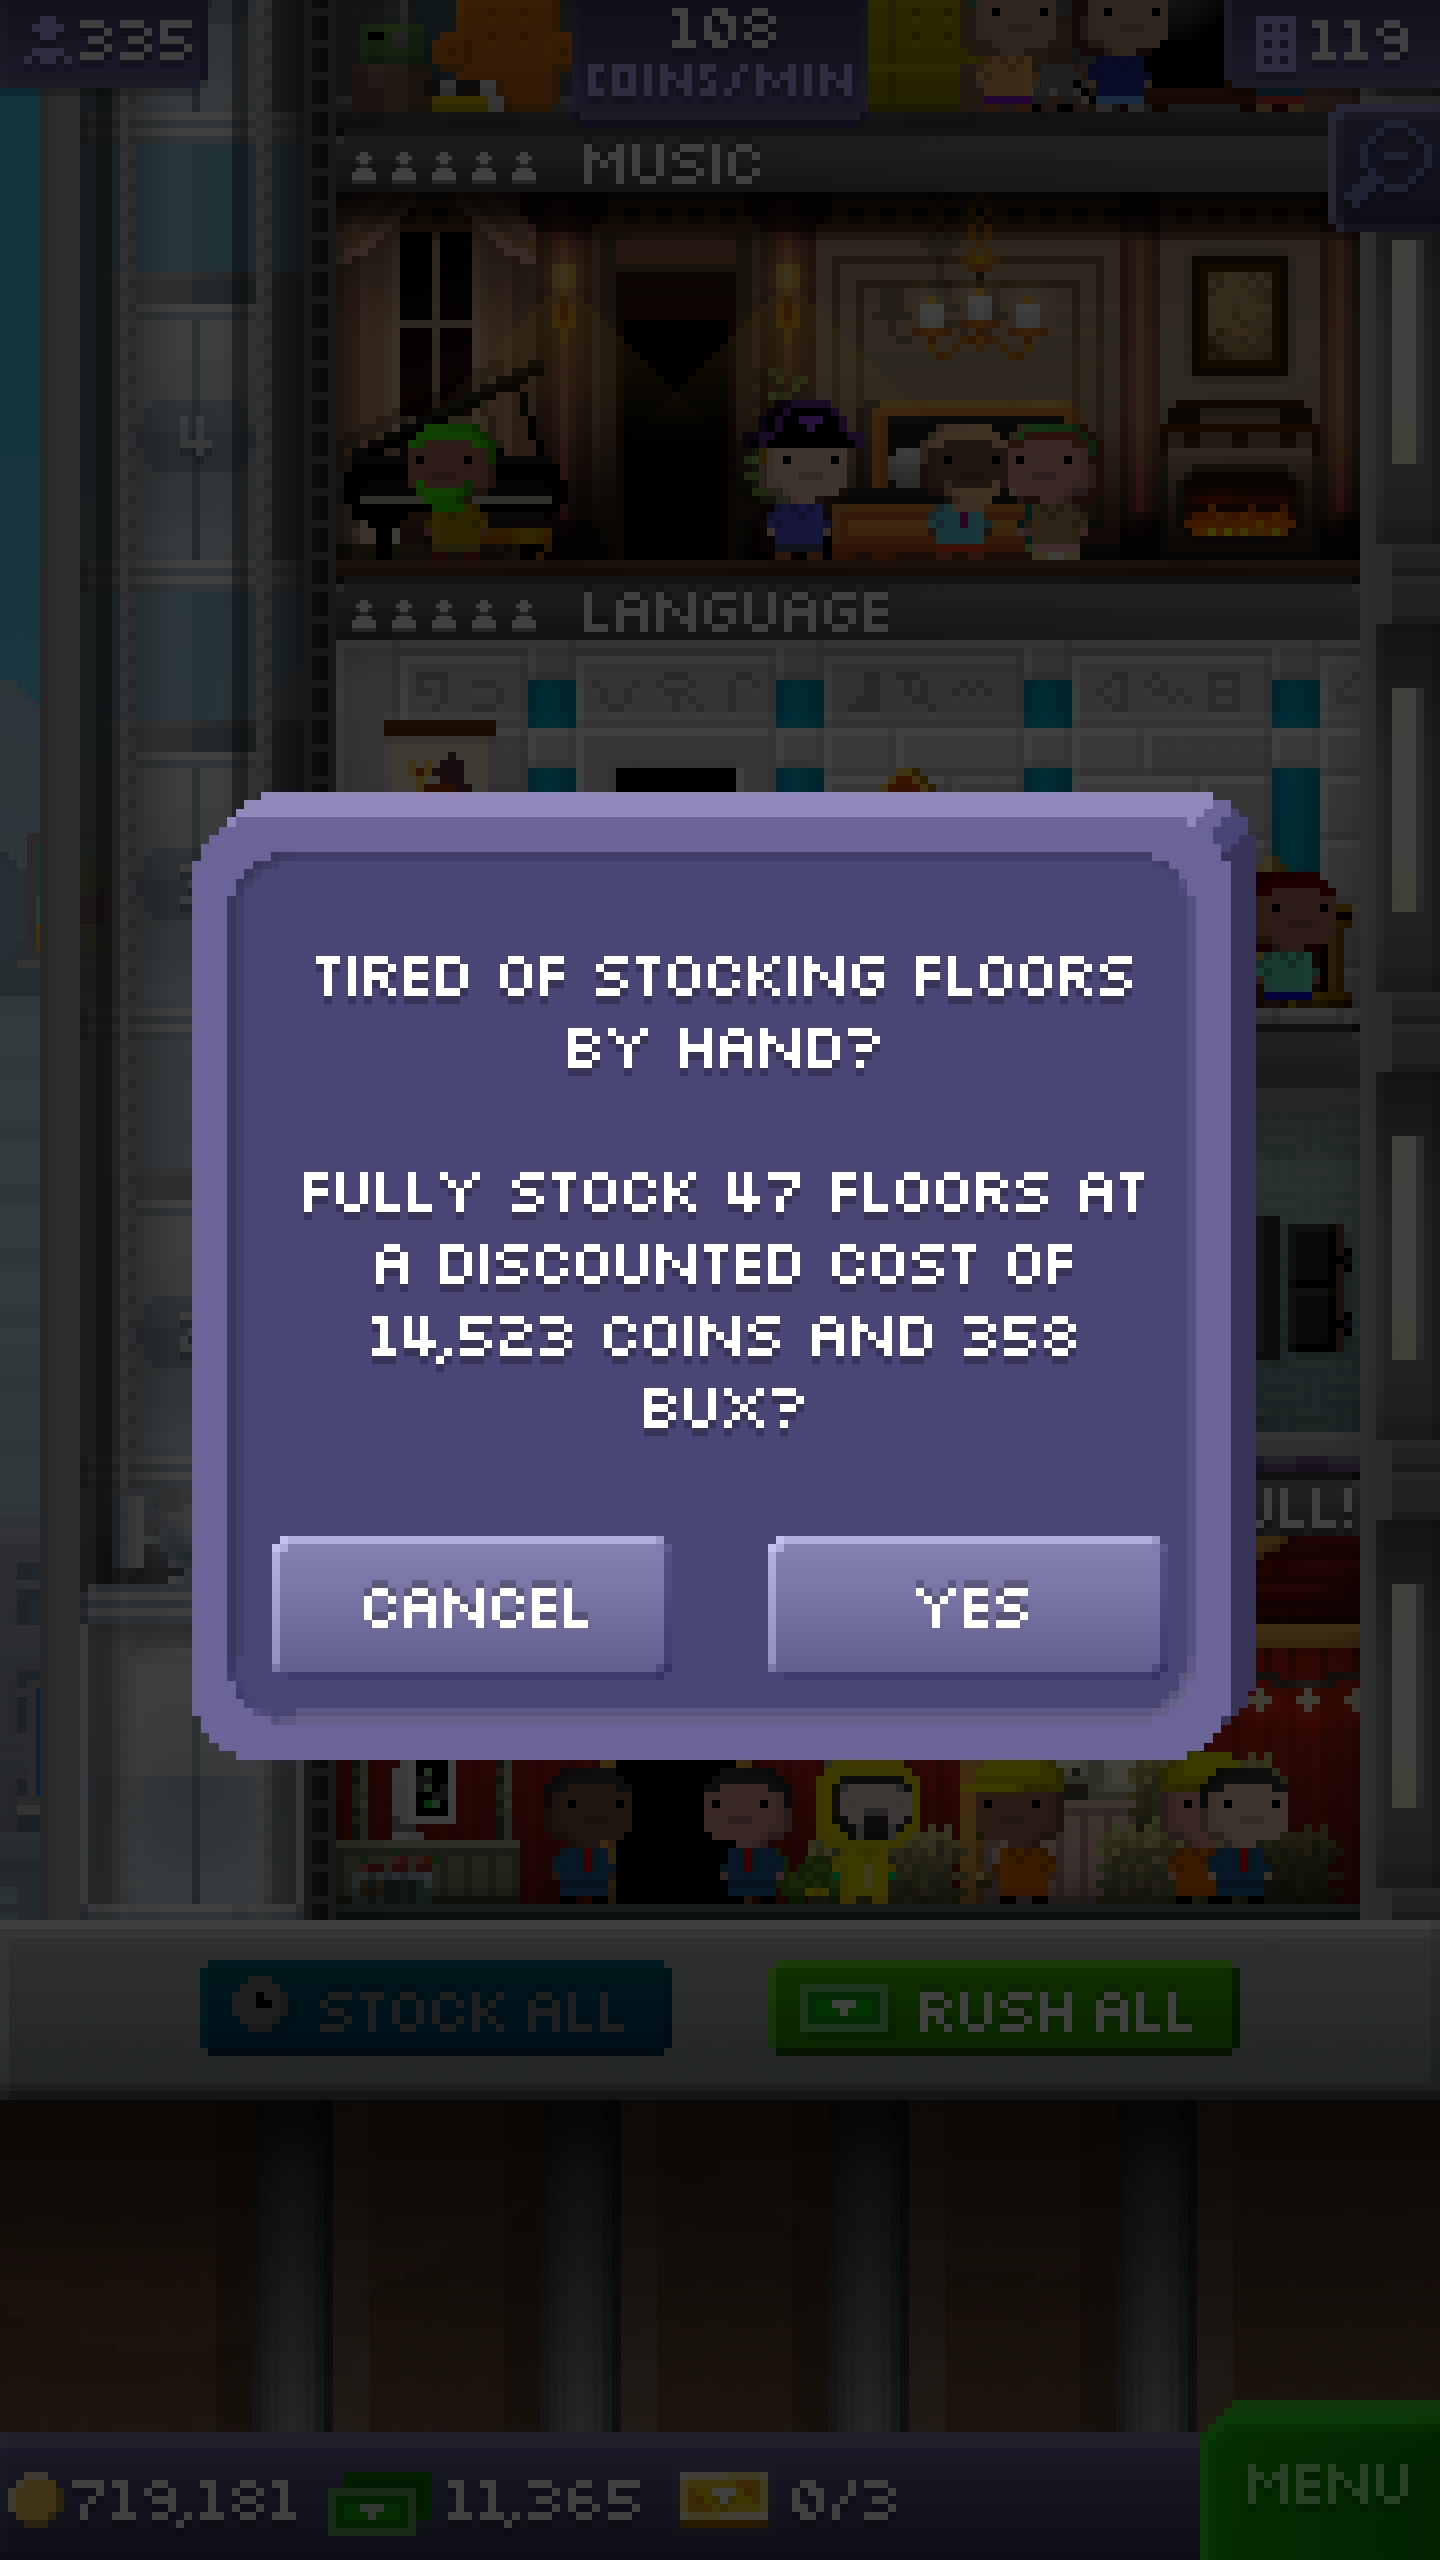 335
108
COINS/MIN
119
MUSIC
4
LANGUAGE
TIRED OF STOCKING FLOORS
BY HAND?
FULLY STOCK 47 FLOORS AT
A DISCOUNTED COST OF
14,523 COINS AND 358
BUX?
CANCEL
YES
ULL!
STOCK ALL
RUSH ALL
719,181
11,365
0/3
MENU